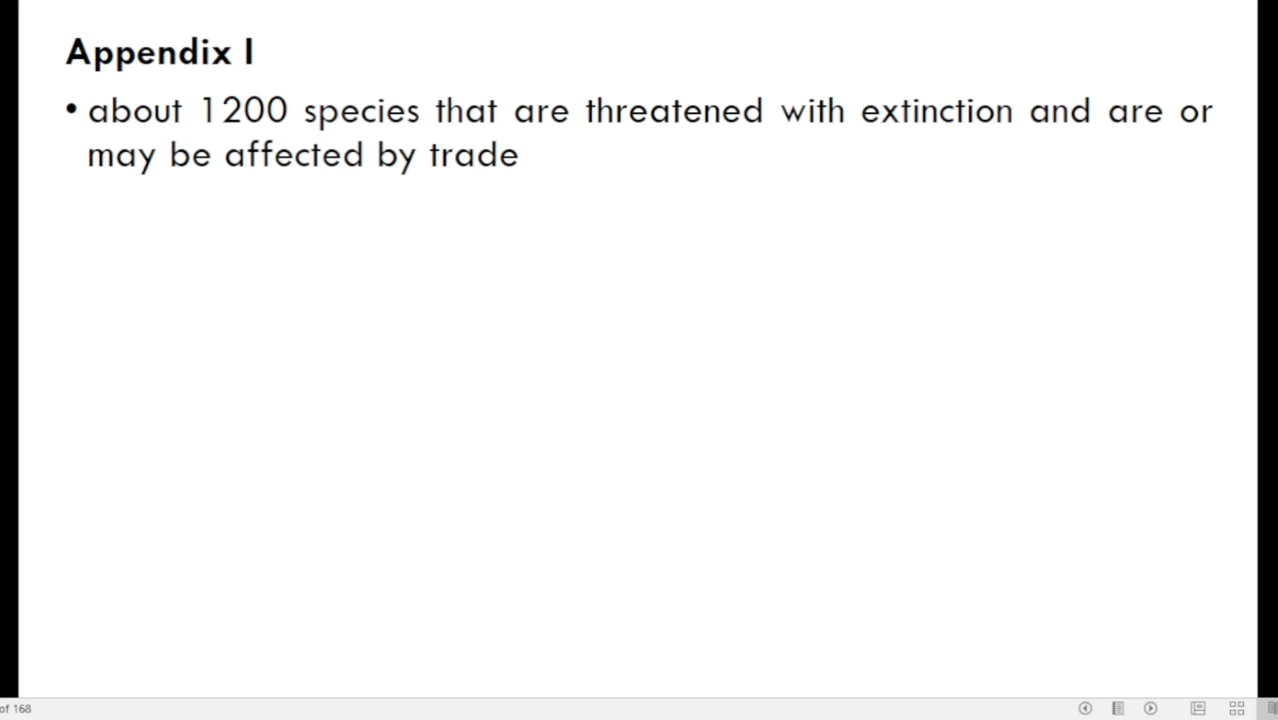 Appendix I
• about 1200 species that are threatened with extinction and are or
may be affected by trade
of 168